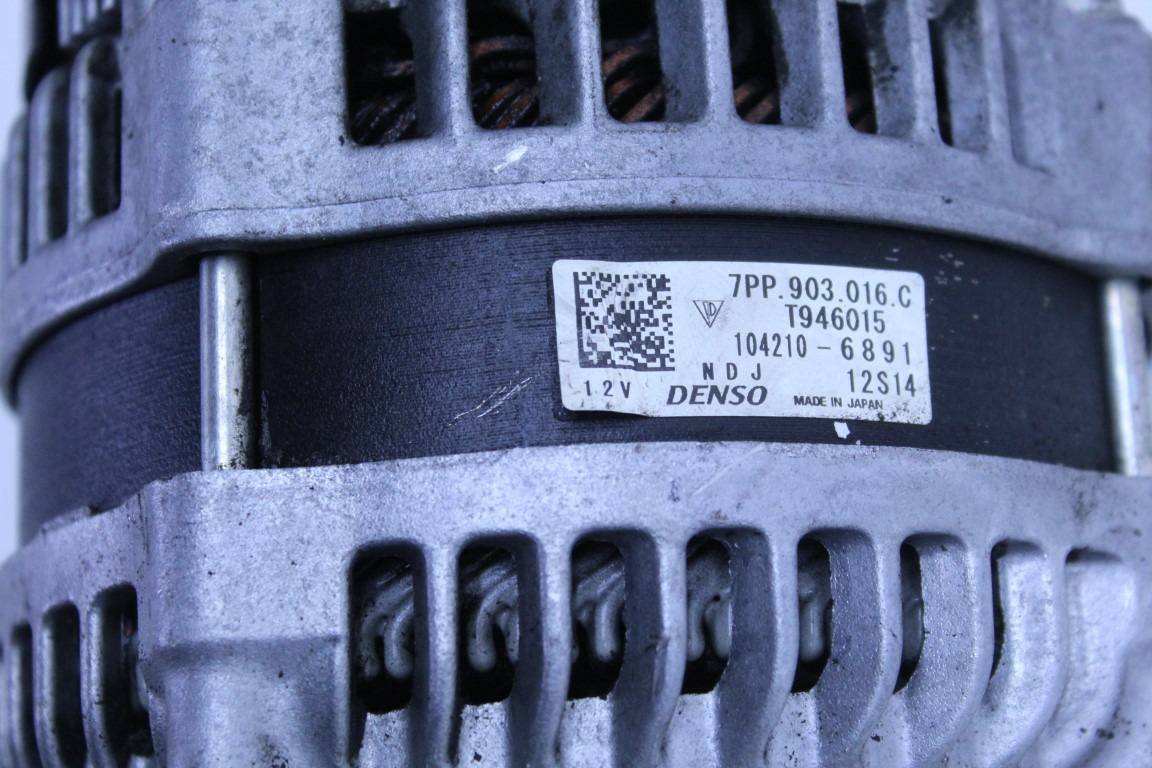 7PP.903.016.C
T946015
104210-6891
NDJ 12S14
12V DENSO MADE IN JAPAN